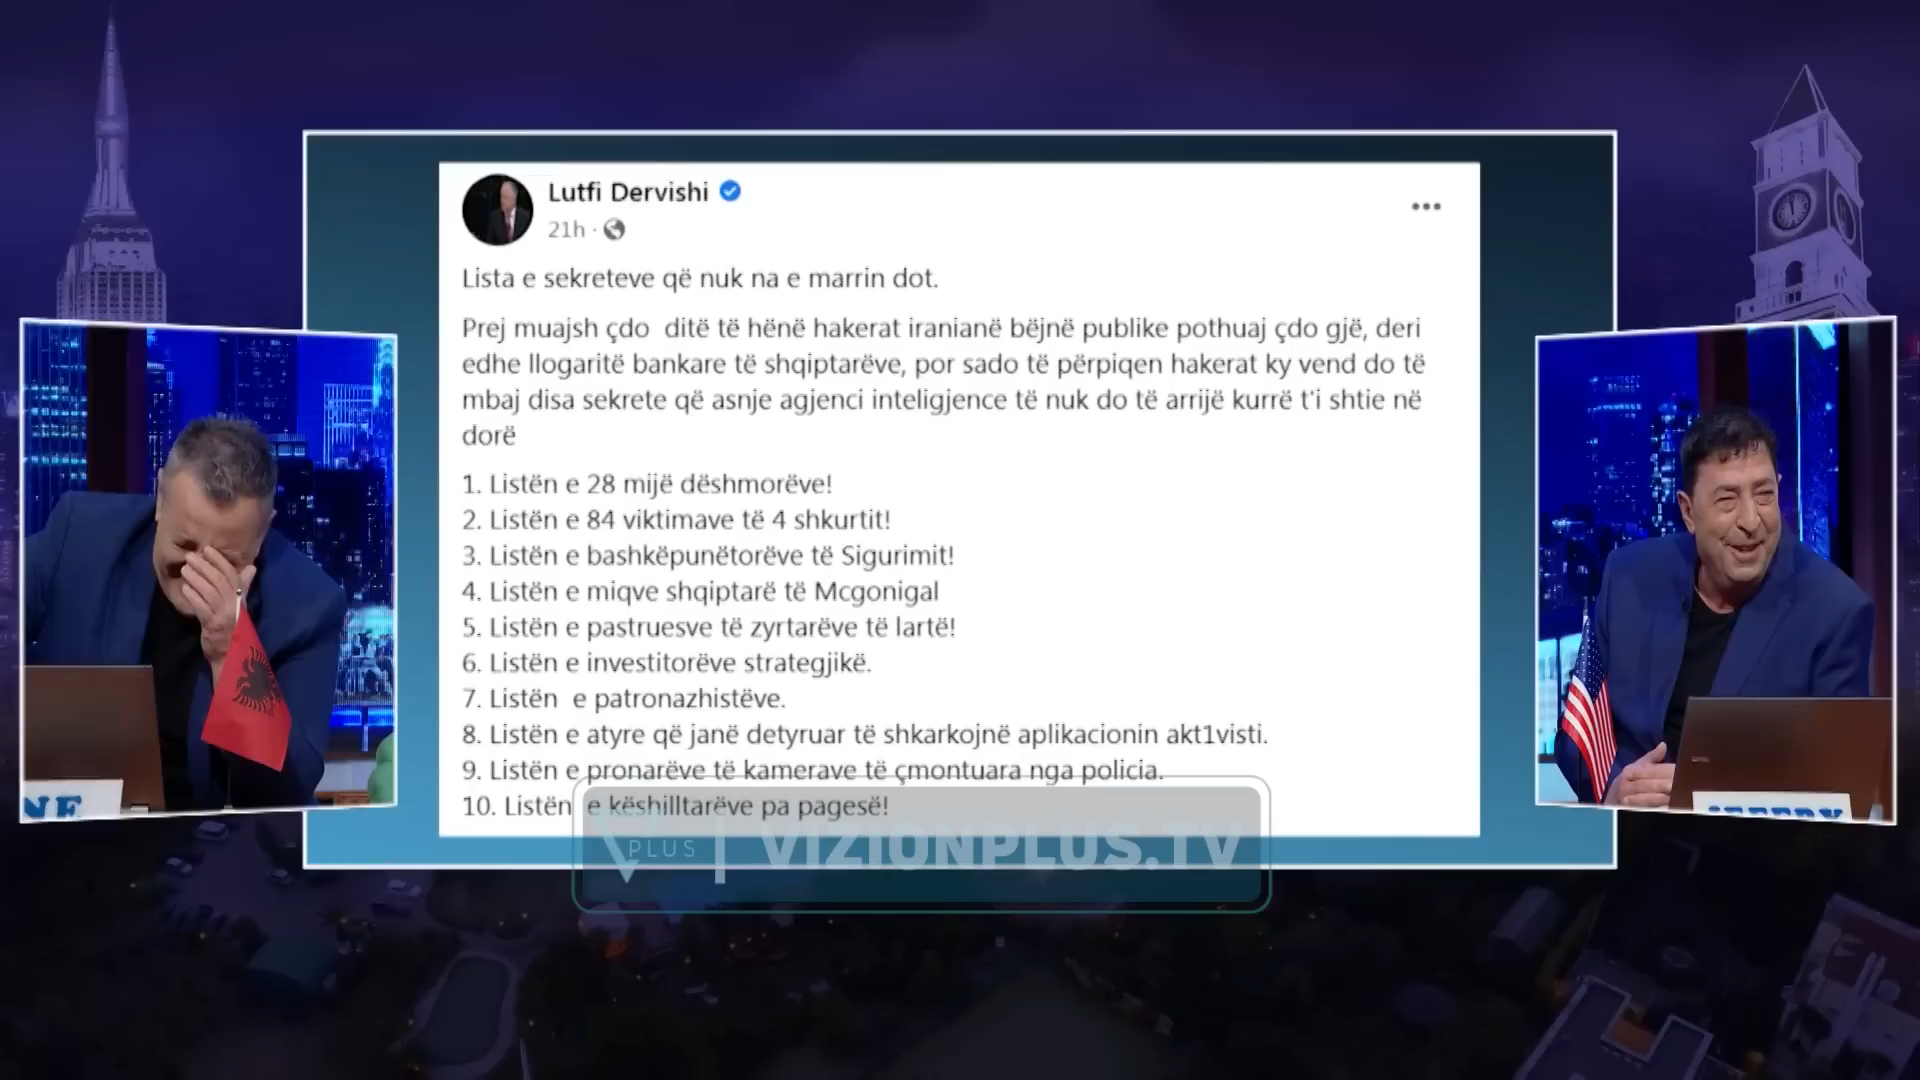 Lutfi Dervishi
21h ·
Lista e sekreteve që nuk na e marrin dot.
Prej muajsh çdo ditë të hënë hakerat iranianë bëjnë publike pothuaj çdo gjë, deri
edhe llogaritë bankare të shqiptarëve, por sado të përpiqen hakerat ky vend do të
mbaj disa sekrete që asnje agjenci inteligjence të nuk do të arrijë kurrë t'i shtie në
dorë
1. Listën e 28 mijë dëshmorëve!
2. Listën e 84 viktimave të 4 shkurtit!
3. Listën e bashkëpunëtorëve të Sigurimit!
4. Listën e miqve shqiptarë të Mcgonigal
5. Listën e pastruesve të zyrtarëve të lartë!
6. Listën e investitorëve strategjikë.
7. Listën e patronazhistëve.
8. Listën e atyre që janë detyruar të shkarkojnë aplikacionin akt1visti.
9. Listën e pronarëve të kamerave të çmontuara nga policia.
10. Listën e këshilltarëve pa pagesë!
PLUS | VIZIONPLUS.TV